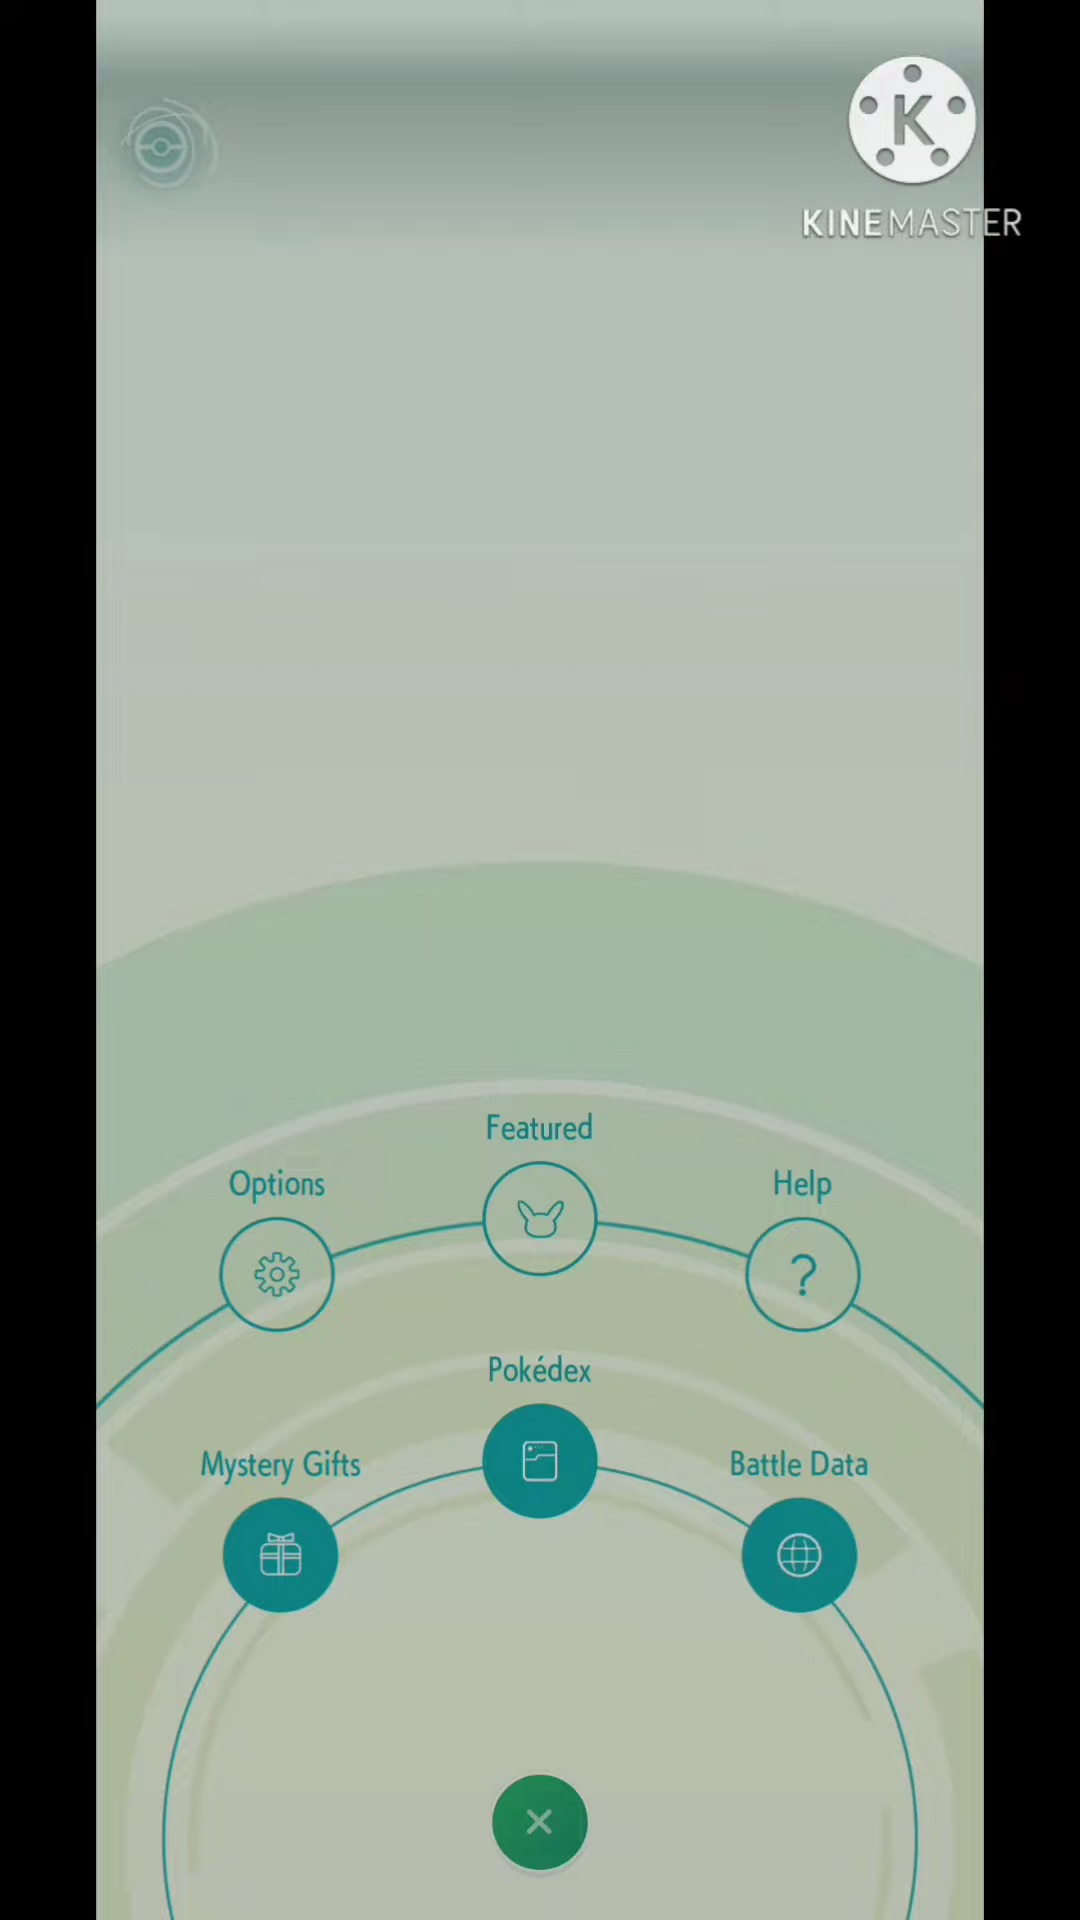 K
KINEMASTER
Featured
Options
Help
?
Pokédex
Mystery Gifts
Battle Data